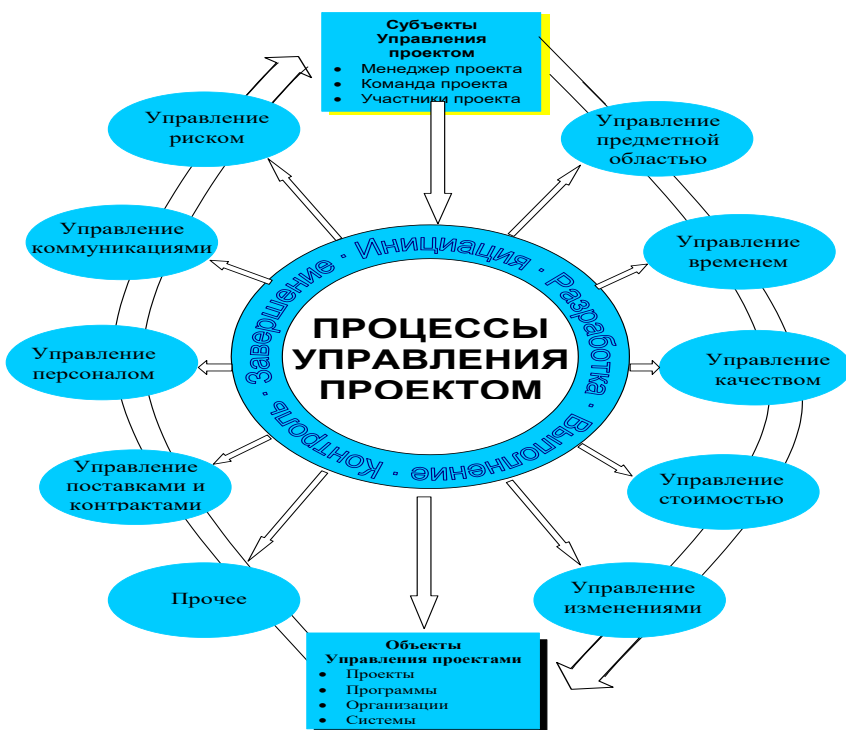 Субъекты
Управления
проектом
• Менеджер проекта
• Команда проекта
• Участники проекта
Управление
риском
Управление
предметной
областью
Управление
коммуникациями
Управление
временем
Завершение · Инициация · Разработка · Выполнение · Контроль ·
ПРОЦЕССЫ
УПРАВЛЕНИЯ
ПРОЕКТОМ
Управление
персоналом
Управление
качеством
Управление
поставками и
контрактами
Управление
стоимостью
Прочее
Управление
изменениями
Объекты
Управления проектами
• Проекты
• Программы
• Организации
• Системы